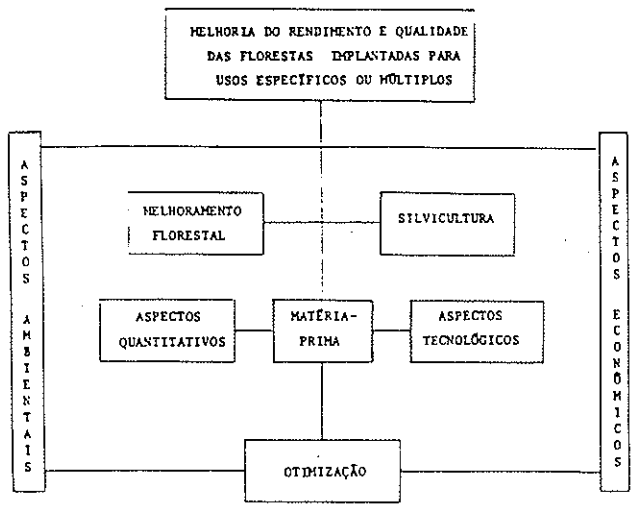 MELHORIA DO RENDIMENTO E QUALIDADE
DAS FLORESTAS IMPLANTADAS PARA
USOS ESPECÍFICOS OU MÚLTIPLOS
ASPECTOS AMBIENTAIS
MELHORAMENTO
FLORESTAL
SILVICULTURA
ASPECTOS
QUANTITATIVOS
MATÉRIA-
PRIMA
ASPECTOS
TECNOLÓGICOS
OTIMIZAÇÃO
ASPECTOS ECONÔMICOS